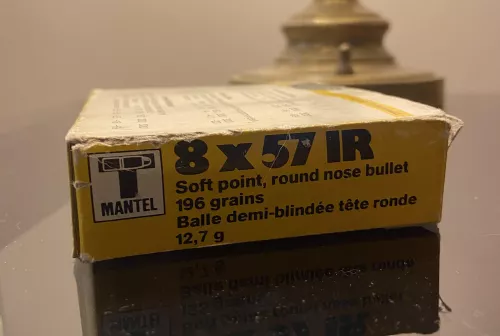 8 x 57 IR
Soft point, round nose bullet
196 grains
Balle demi-blindée tête ronde
12,7 g
T
MANTEL